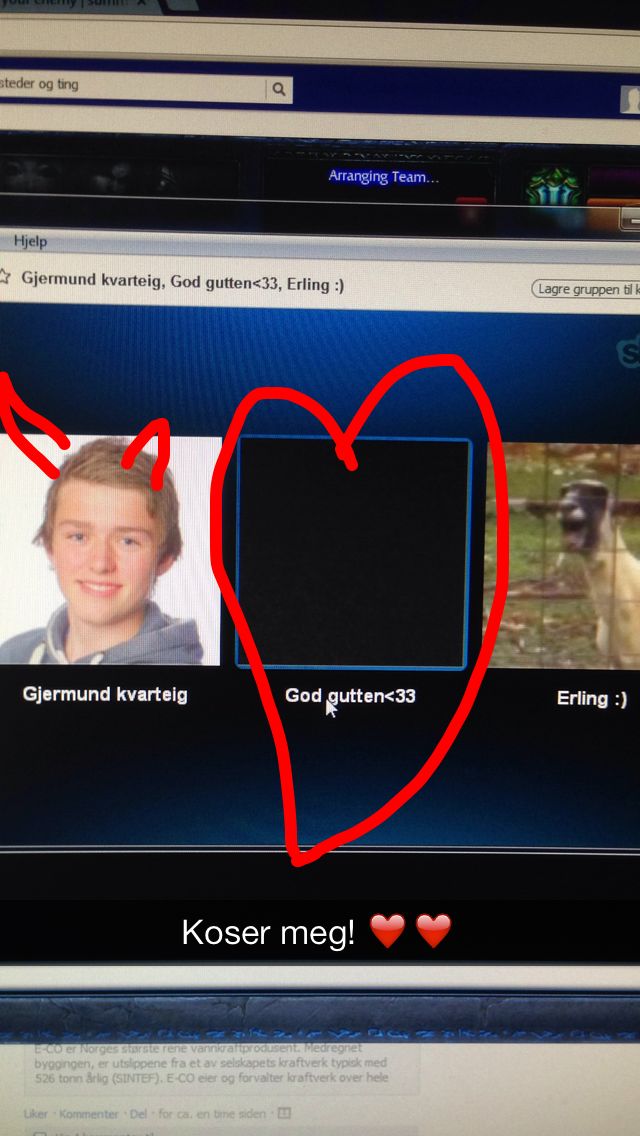 your enemy | summ
steder og ting
Arranging Team...
Hjelp
Gjermund kvarteig, God gutten<33, Erling :)
Lagre gruppen til k
Gjermund kvarteig
God gutten<33
Erling :)
Koser meg! ❤️ ❤️
E-CO er Norges største rene vannkraftprodusent. Medregnet
byggingen, er utslippene fra et av selskapets kraftverk typisk med
526 tonn årlig (SINTEF). E-CO eier og forvalter kraftverk over hele
Liker · Kommenter · Del · for ca. en time siden ·